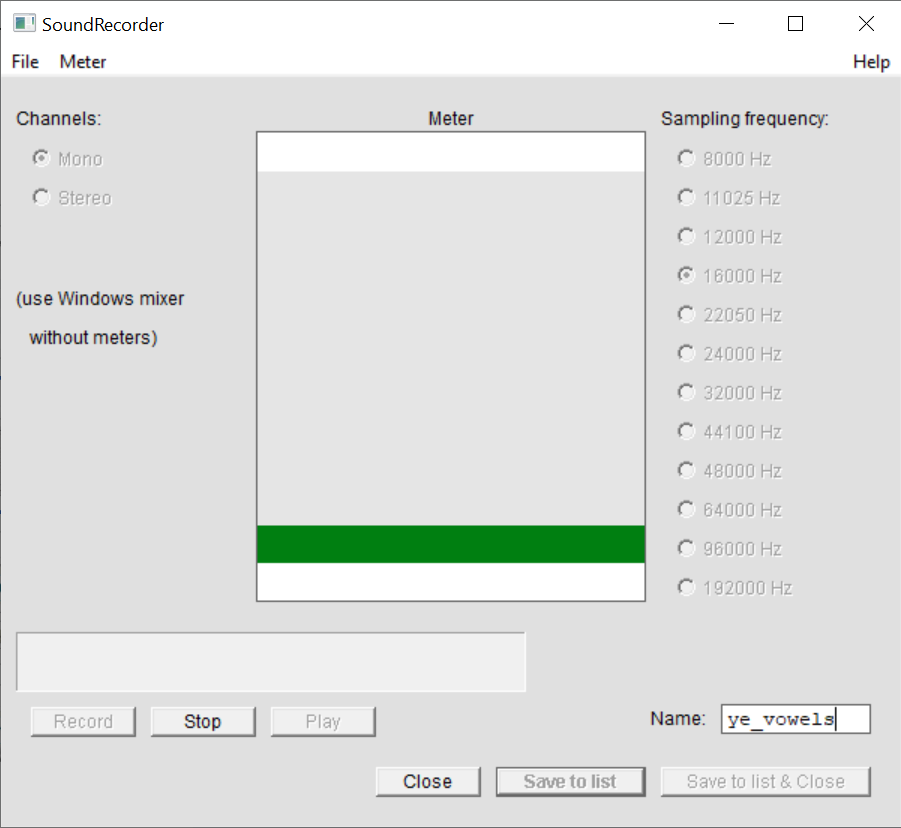 SoundRecorder
File Meter Help
Channels:
Mono
Stereo
(use Windows mixer
without meters)
Meter
Sampling frequency:
8000 Hz
11025 Hz
12000 Hz
16000 Hz
22050 Hz
24000 Hz
32000 Hz
44100 Hz
48000 Hz
64000 Hz
96000 Hz
192000 Hz
Record Stop Play
Name: ye_vowels
Close Save to list Save to list & Close